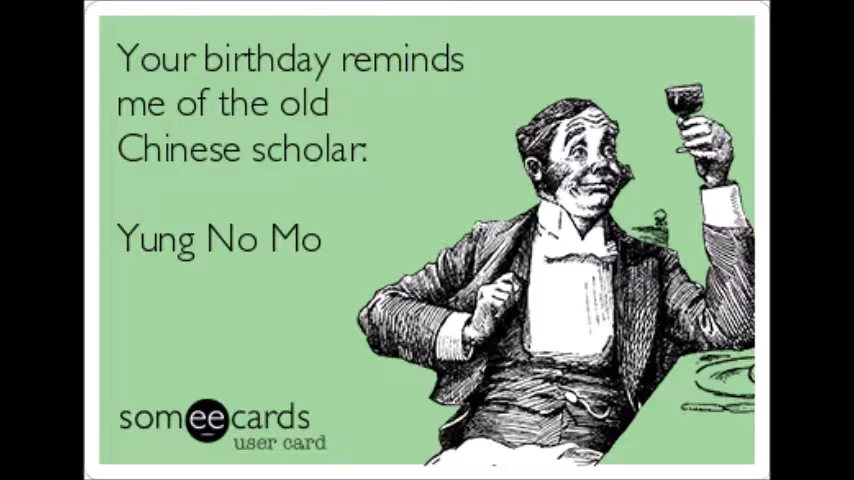 Your birthday reminds
me of the old
Chinese scholar:
Yung No Mo
someecards
user card